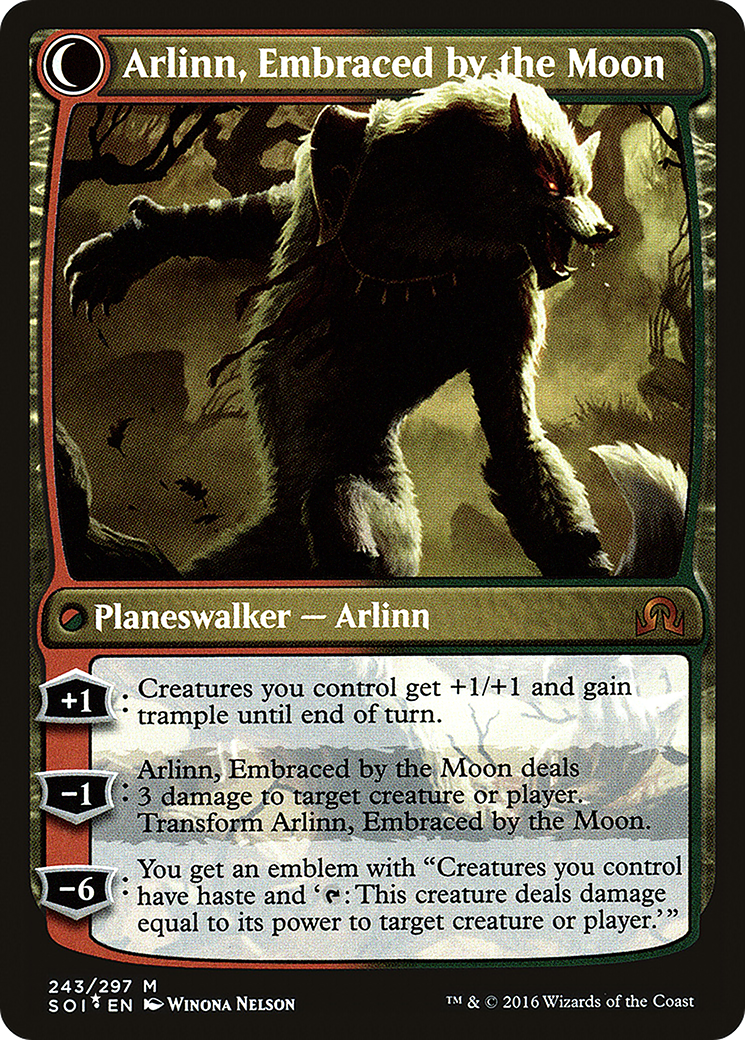 Arlinn, Embraced by the Moon
Planeswalker — Arlinn
+1: Creatures you control get +1/+1 and gain
trample until end of turn.
Arlinn, Embraced by the Moon deals
−1: 3 damage to target creature or player.
Transform Arlinn, Embraced by the Moon.
You get an emblem with “Creatures you control
−6: have haste and ‘: This creature deals damage
equal to its power to target creature or player.’”
243/297 M
SOI★EN Winona Nelson
™ & © 2016 Wizards of the Coast